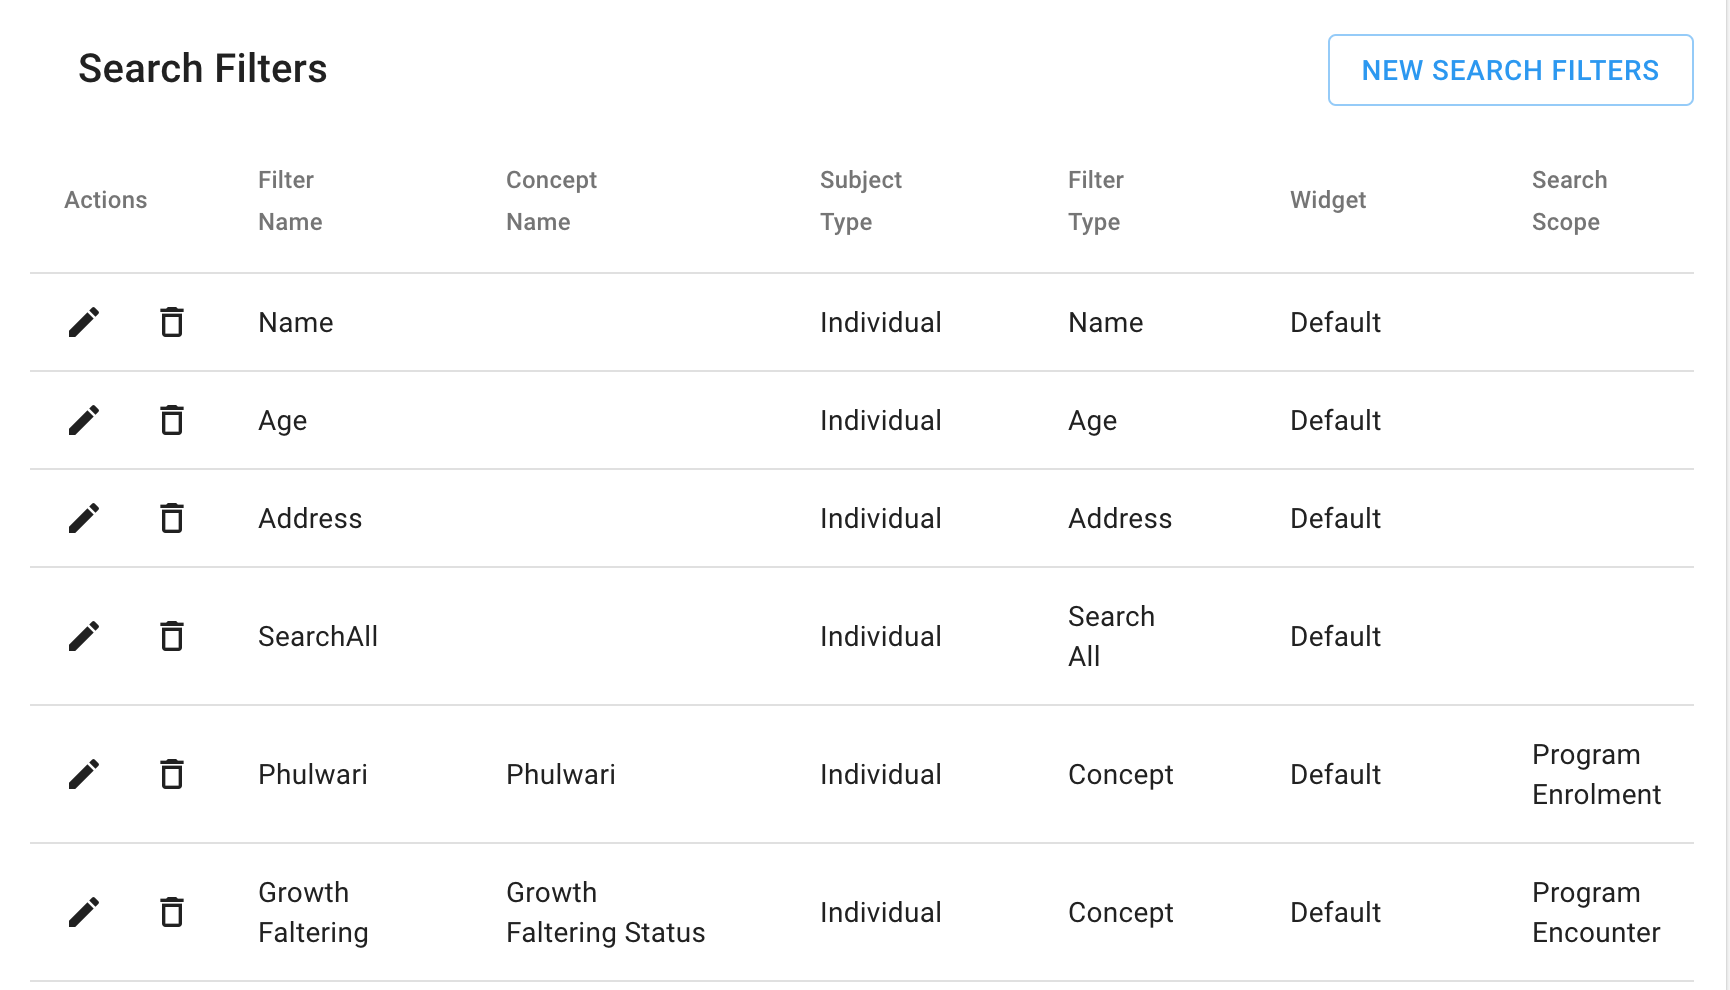 Search Filters
NEW SEARCH FILTERS
Actions
Filter
Name
Concept
Name
Subject
Type
Filter
Type
Widget
Search
Scope
Name
Individual
Name
Default
Age
Individual
Age
Default
Address
Individual
Address
Default
SearchAll
Individual
Search
All
Default
Phulwari
Phulwari
Individual
Concept
Default
Program
Enrolment
Growth
Faltering
Growth
Faltering Status
Individual
Concept
Default
Program
Encounter